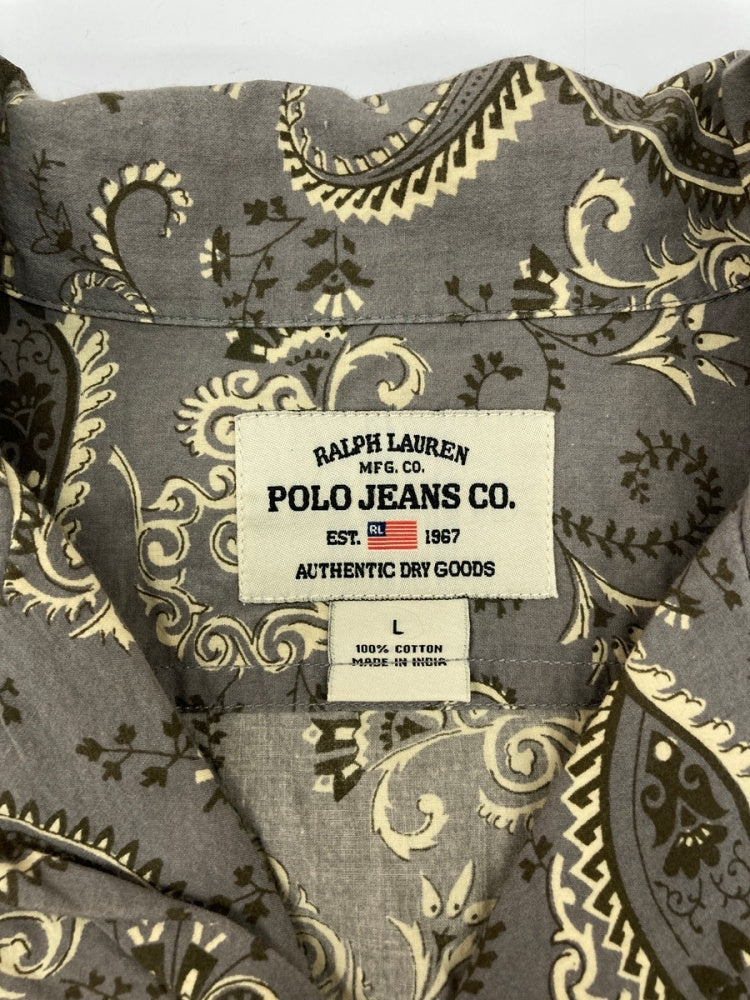 RALPH LAUREN
MFG. CO.
POLO JEANS CO.
EST. RL 1967
AUTHENTIC DRY GOODS
L
100% COTTON
MADE IN INDIA